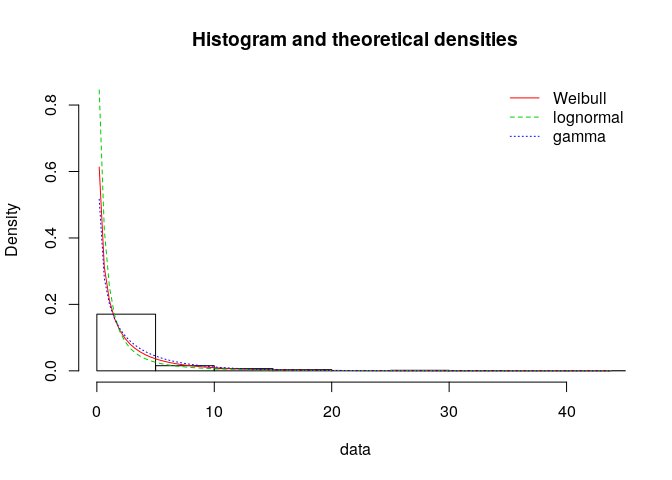 Histogram and theoretical densities
Weibull
lognormal
gamma
Density
0.8
0.6
0.4
0.2
0.0
0 10 20 30 40
data